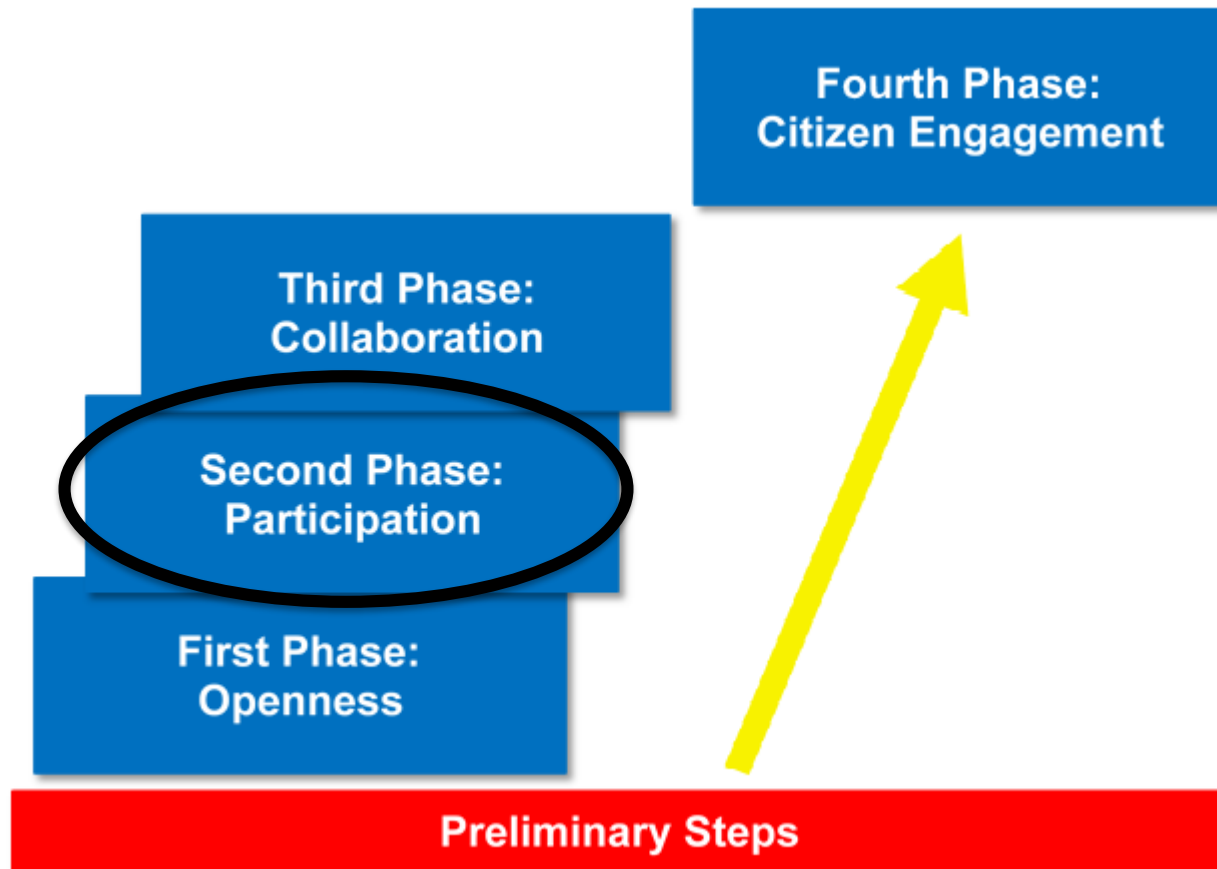 Fourth Phase:
Citizen Engagement
Third Phase:
Collaboration
Second Phase:
Participation
First Phase:
Openness
Preliminary Steps